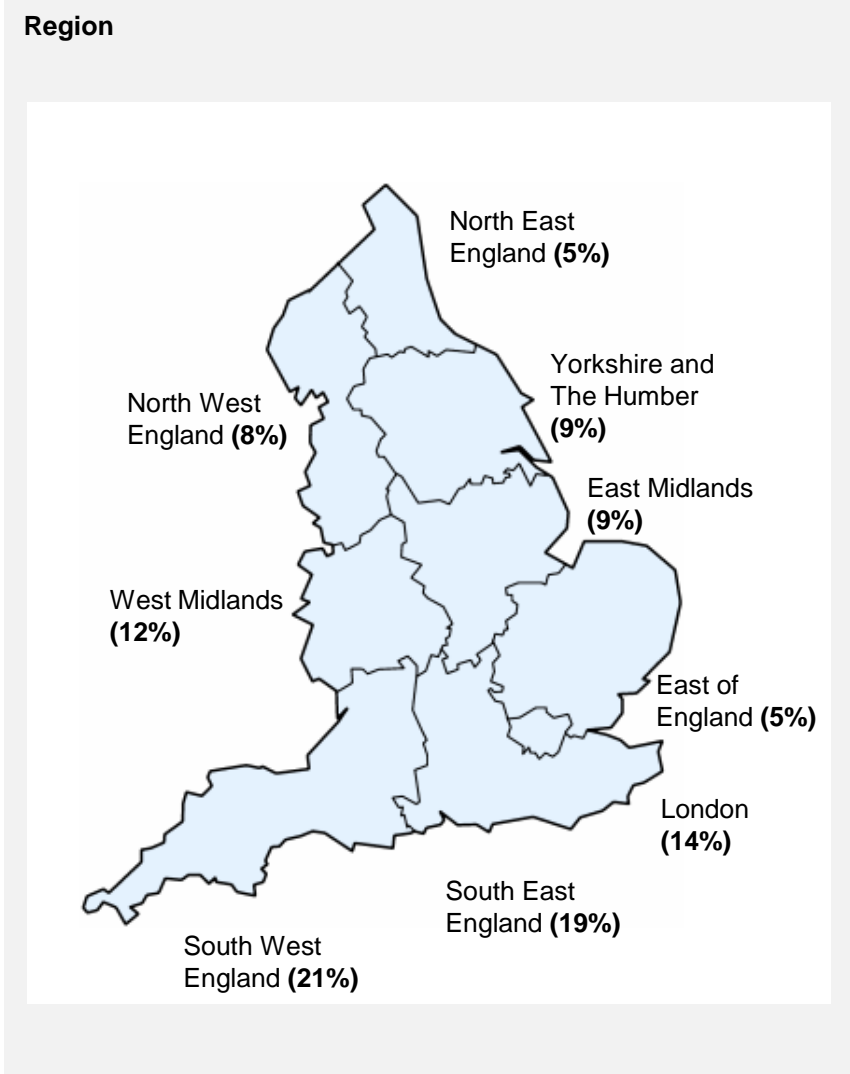 Region
North East
England (5%)
Yorkshire and
The Humber
(9%)
North West
England (8%)
East Midlands
(9%)
West Midlands
(12%)
East of
England (5%)
London
(14%)
South East
England (19%)
South West
England (21%)